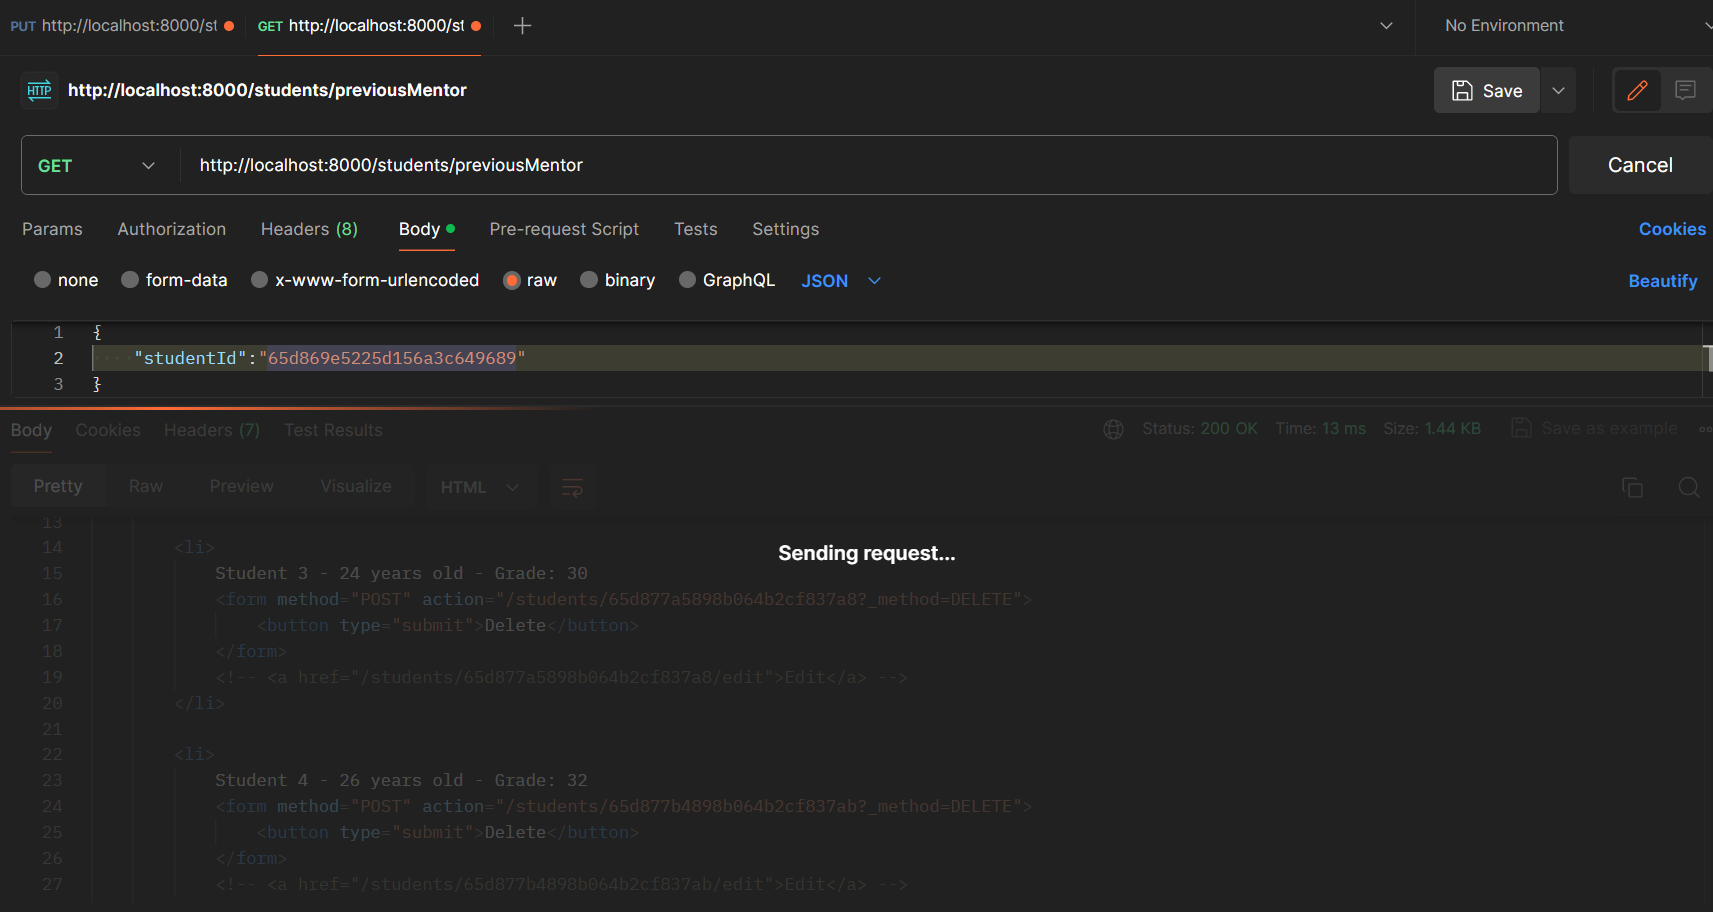 PUT http://localhost:8000/st GET http://localhost:8000/st No Environment
http://localhost:8000/students/previousMentor Save
GET http://localhost:8000/students/previousMentor Cancel
Params Authorization Headers (8) Body Pre-request Script Tests Settings Cookies
none form-data x-www-form-urlencoded raw binary GraphQL JSON Beautify
1 {
2 "studentId":"65d869e5225d156a3c649689"
3 }
Body Cookies Headers (7) Test Results Status: 200 OK Time: 13 ms Size: 1.44 KB Save as example
Pretty Raw Preview Visualize HTML
13
14 <li>
Sending request...
15 Student 3 - 24 years old - Grade: 30
16 <form method="POST" action="/students/65d877a5898b064b2cf837a8?_method=DELETE">
17 <button type="submit">Delete</button>
18 </form>
19 <!-- <a href="/students/65d877a5898b064b2cf837a8/edit">Edit</a> -->
20 </li>
21
22 <li>
23 Student 4 - 26 years old - Grade: 32
24 <form method="POST" action="/students/65d877b4898b064b2cf837ab?_method=DELETE">
25 <button type="submit">Delete</button>
26 </form>
27 <!-- <a href="/students/65d877b4898b064b2cf837ab/edit">Edit</a> -->